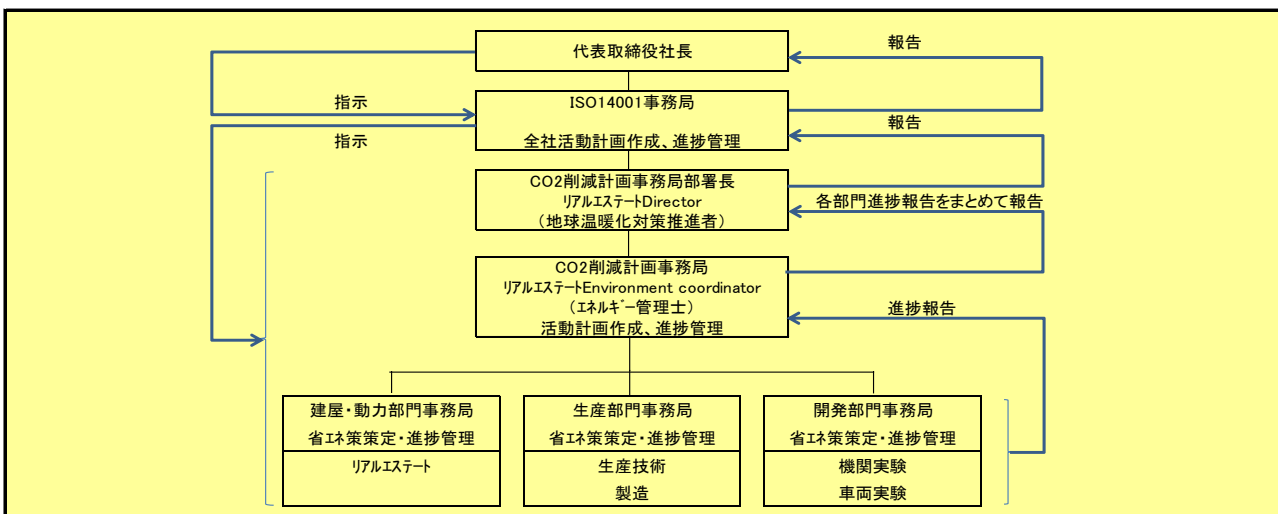 代表取締役社長
報告
指示
ISO14001事務局
全社活動計画作成、進捗管理
指示
報告
CO2削減計画事務局部署長
リアルエステートDirector
（地球温暖化対策推進者）
各部門進捗報告をまとめて報告
CO2削減計画事務局
リアルエステートEnvironment coordinator
（エネルギー管理士）
活動計画作成、進捗管理
進捗報告
建屋・動力部門事務局
省エネ策策定・進捗管理
リアルエステート
生産部門事務局
省エネ策策定・進捗管理
生産技術
製造
開発部門事務局
省エネ策策定・進捗管理
機関実験
車両実験